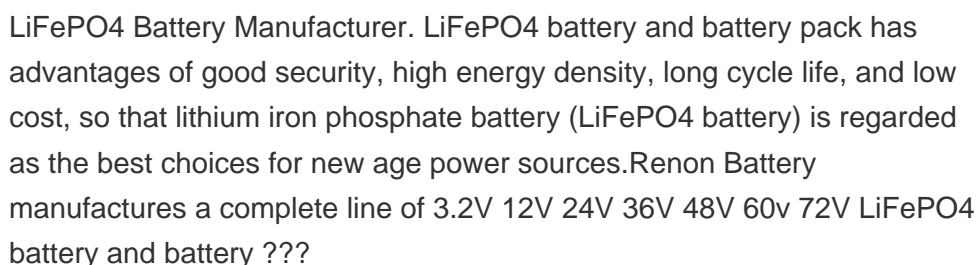 LiFePO4 Battery Manufacturer. LiFePO4 battery and battery pack has
advantages of good security, high energy density, long cycle life, and low
cost, so that lithium iron phosphate battery (LiFePO4 battery) is regarded
as the best choices for new age power sources.Renon Battery
manufactures a complete line of 3.2V 12V 24V 36V 48V 60v 72V LiFePO4
battery and battery ???